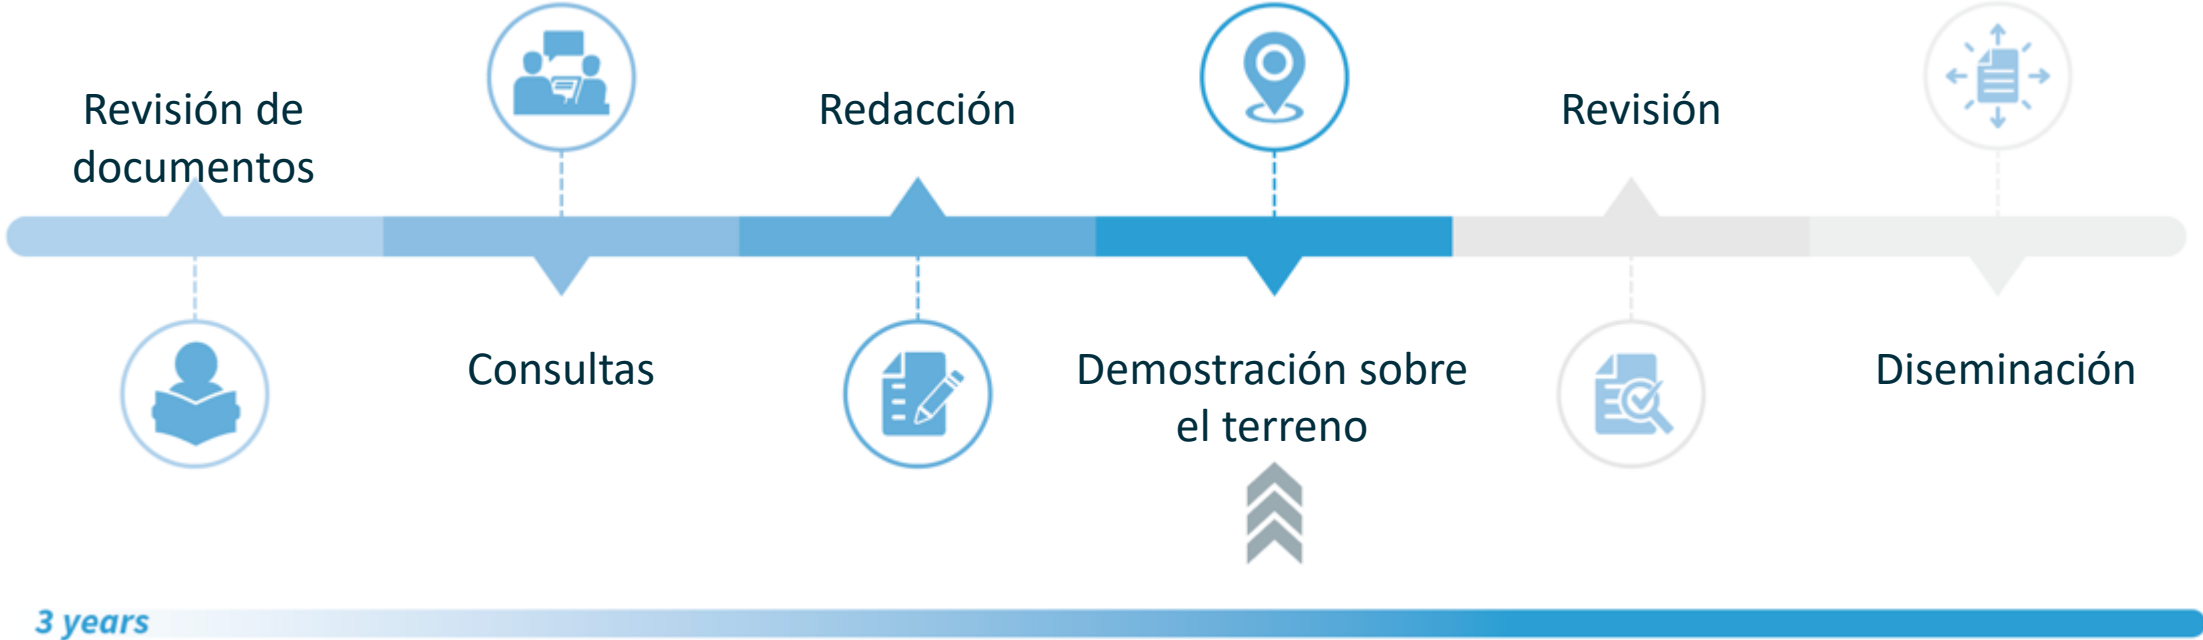 Revisión de
documentos
Consultas
Redacción
Demostración sobre
el terreno
Revisión
Diseminación
3 years